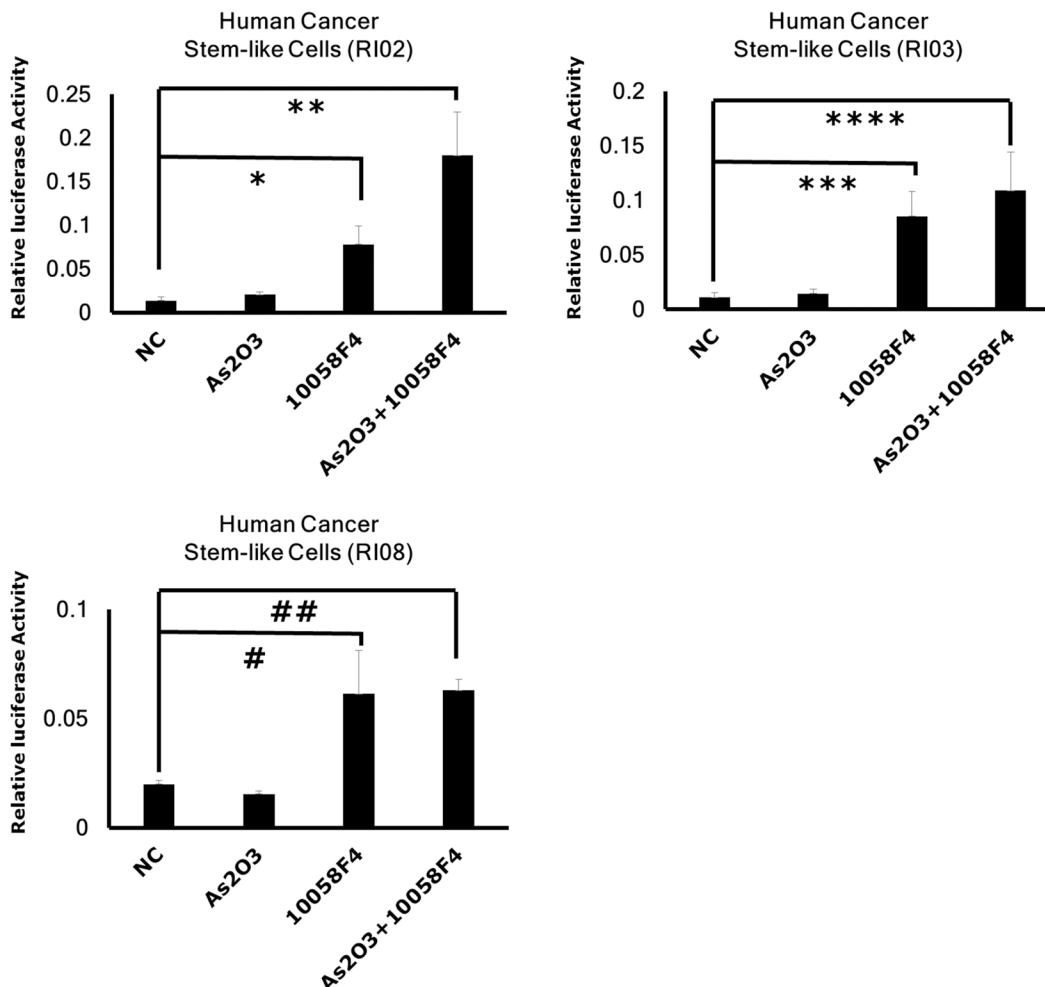 Human Cancer
Stem-like Cells (RI02)
Relative luciferase Activity
0.25
0.2
0.15
0.1
0.05
0
**
*
NC
As2O3
10058F4
As2O3+10058F4
Human Cancer
Stem-like Cells (RI03)
Relative luciferase Activity
0.2
0.15
0.1
0.05
0
****
***
NC
As2O3
10058F4
As2O3+10058F4
Human Cancer
Stem-like Cells (RI08)
Relative luciferase Activity
0.1
0.05
0
##
#
NC
As2O3
10058F4
As2O3+10058F4